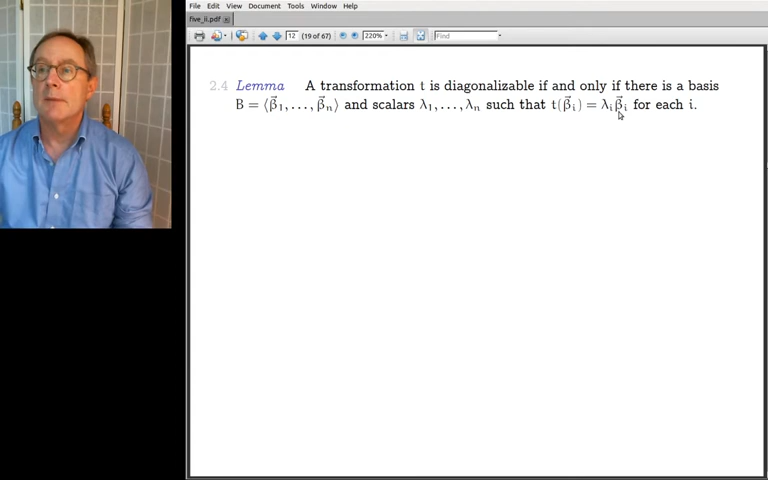 File Edit View Document Tools Window Help
five_ii.pdf
12 (19 of 67) 220% Find
2.4 Lemma A transformation t is diagonalizable if and only if there is a basis
B = ⟨β⃗₁, . . . , β⃗ₙ⟩ and scalars λ₁, . . . , λₙ such that t(β⃗ᵢ) = λᵢβ⃗ᵢ for each i.